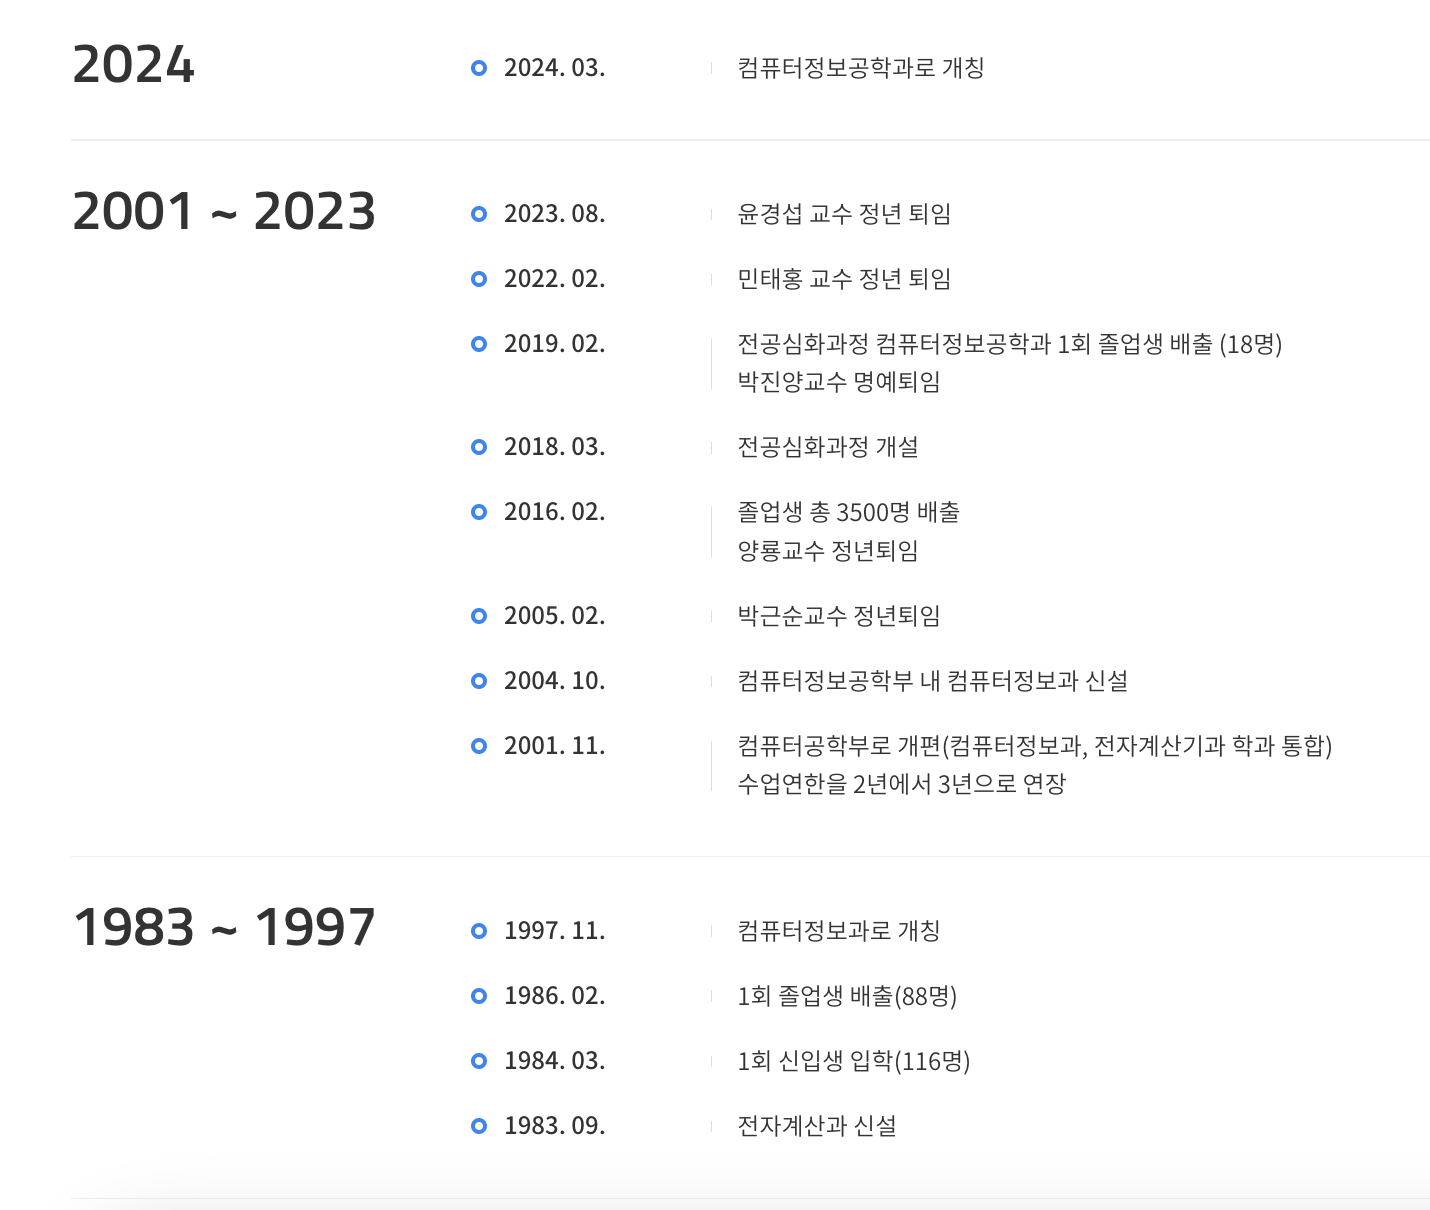 2024
2024. 03.
컴퓨터정보공학과로 개칭
2001 ~ 2023
2023. 08.
윤경섭 교수 정년 퇴임
2022. 02.
민태홍 교수 정년 퇴임
2019. 02.
전공심화과정 컴퓨터정보공학과 1회 졸업생 배출 (18명)
박진양교수 명예퇴임
2018. 03.
전공심화과정 개설
2016. 02.
졸업생 총 3500명 배출
양룡교수 정년퇴임
2005. 02.
박근순교수 정년퇴임
2004. 10.
컴퓨터정보공학부 내 컴퓨터정보과 신설
2001. 11.
컴퓨터공학부로 개편(컴퓨터정보과, 전자계산기과 학과 통합)
수업연한을 2년에서 3년으로 연장
1983 ~ 1997
1997. 11.
컴퓨터정보과로 개칭
1986. 02.
1회 졸업생 배출(88명)
1984. 03.
1회 신입생 입학(116명)
1983. 09.
전자계산과 신설